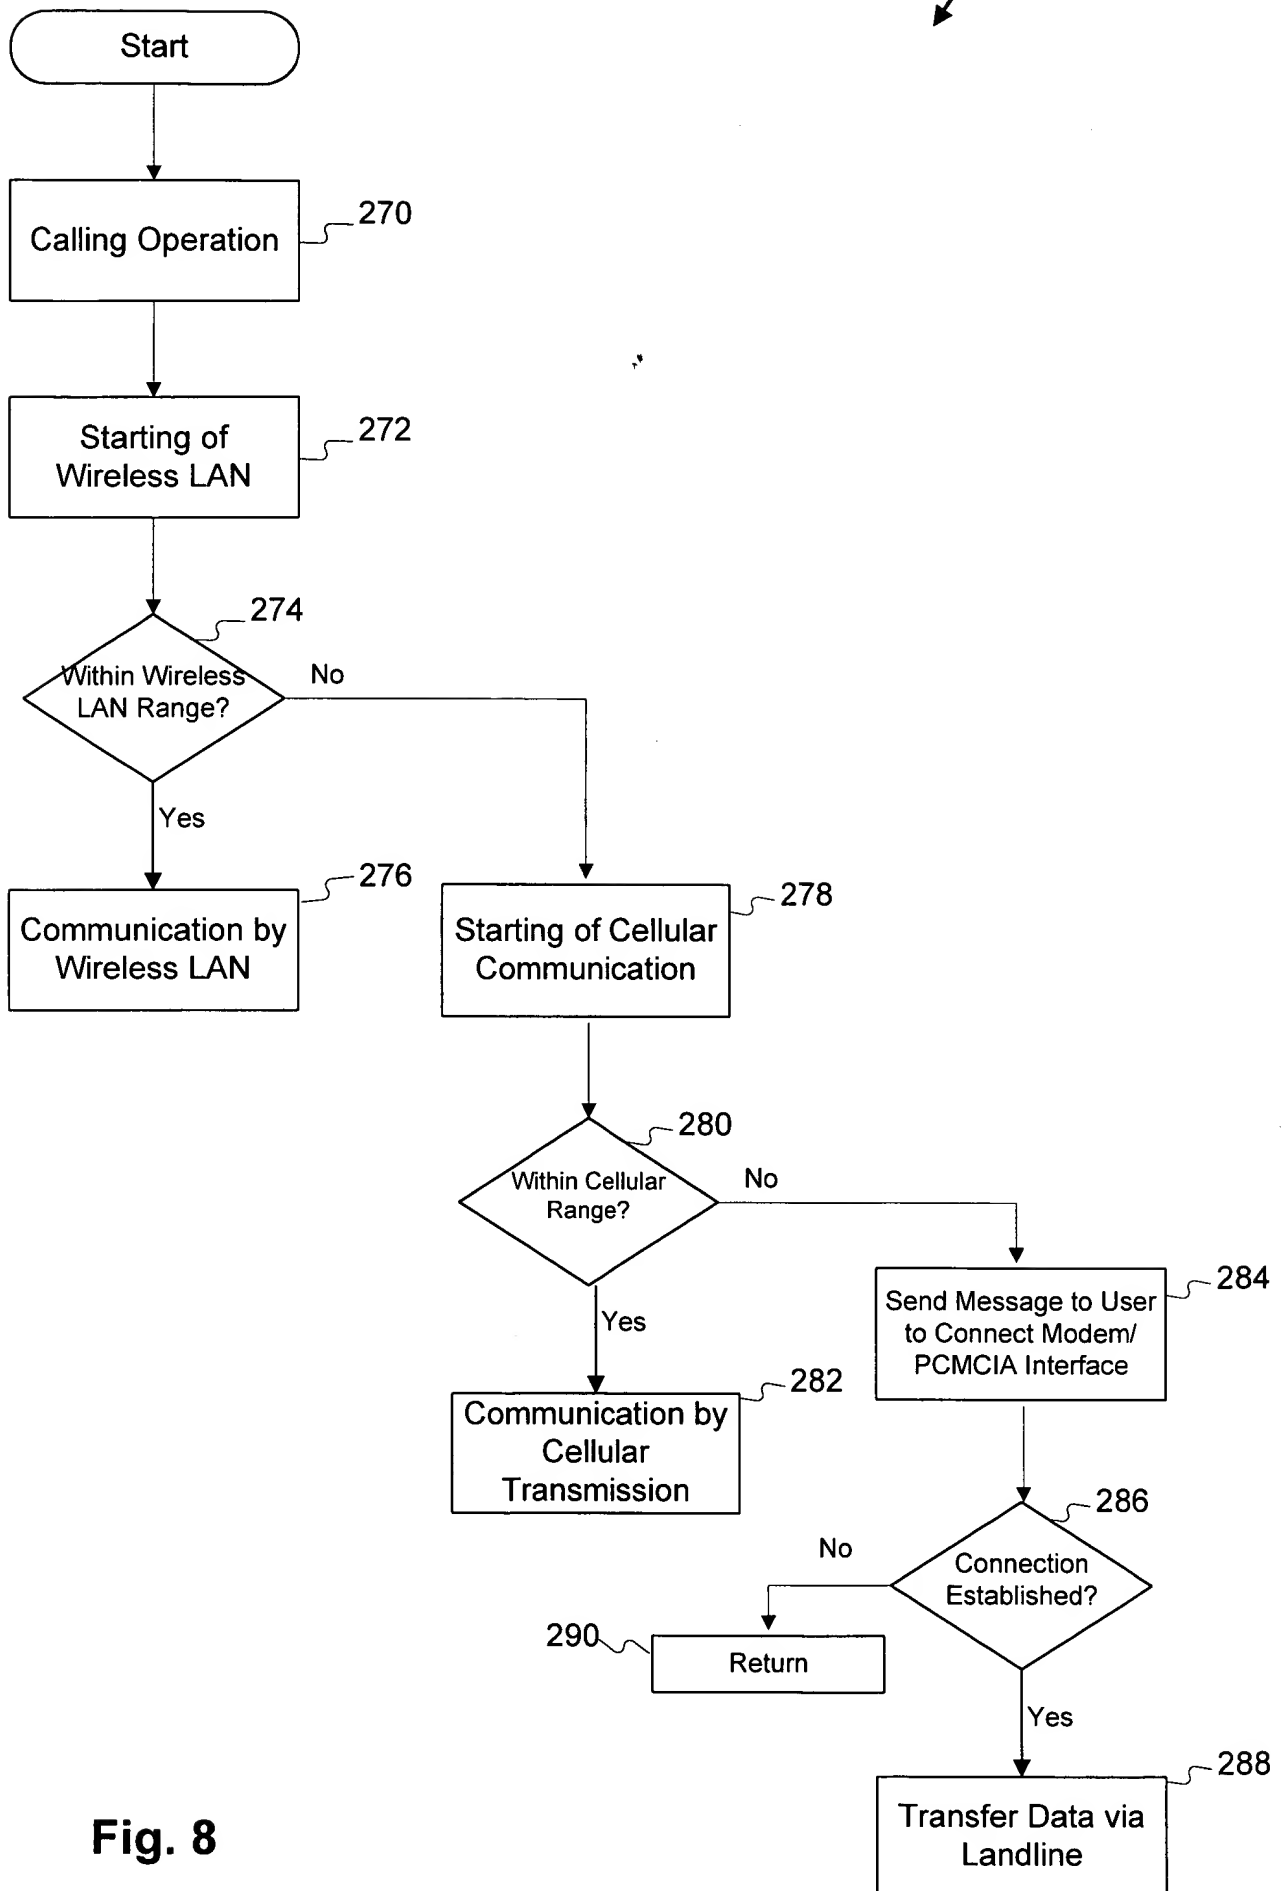 Start
270
Calling Operation
272
Starting of
Wireless LAN
274
Within Wireless
LAN Range?
No
Yes
276
Communication by
Wireless LAN
278
Starting of Cellular
Communication
280
Within Cellular
Range?
No
Yes
282
Communication by
Cellular
Transmission
284
Send Message to User
to Connect Modem/
PCMCIA Interface
286
Connection
Established?
No
290
Return
Yes
288
Transfer Data via
Landline
Fig. 8